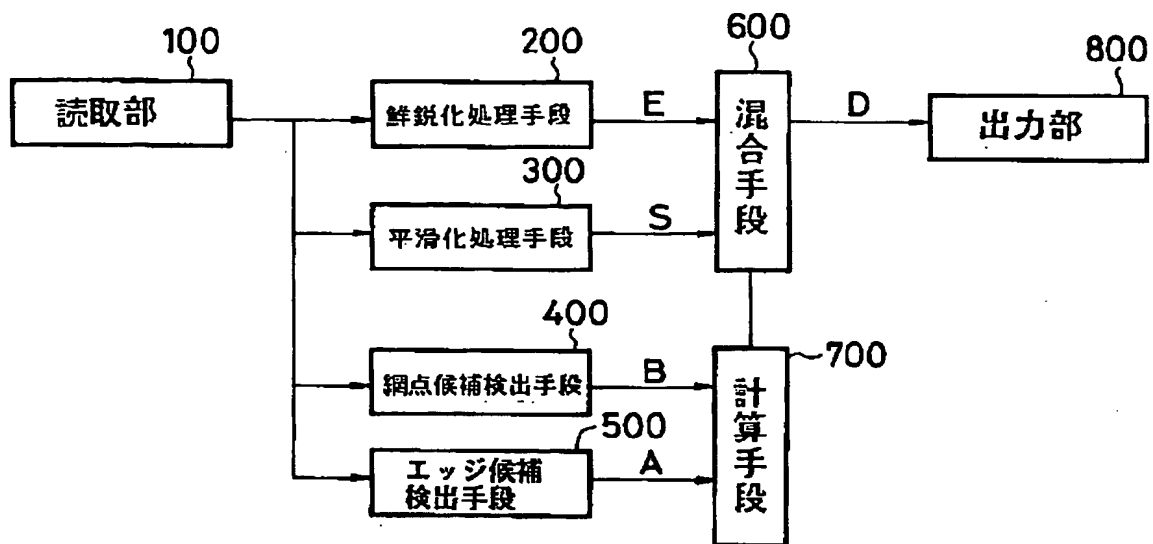 100
読取部
200
鮮鋭化処理手段
E
300
平滑化処理手段
S
400
網点候補検出手段
B
500
エッジ候補
検出手段
A
600
混合手段
D
700
計算手段
800
出力部